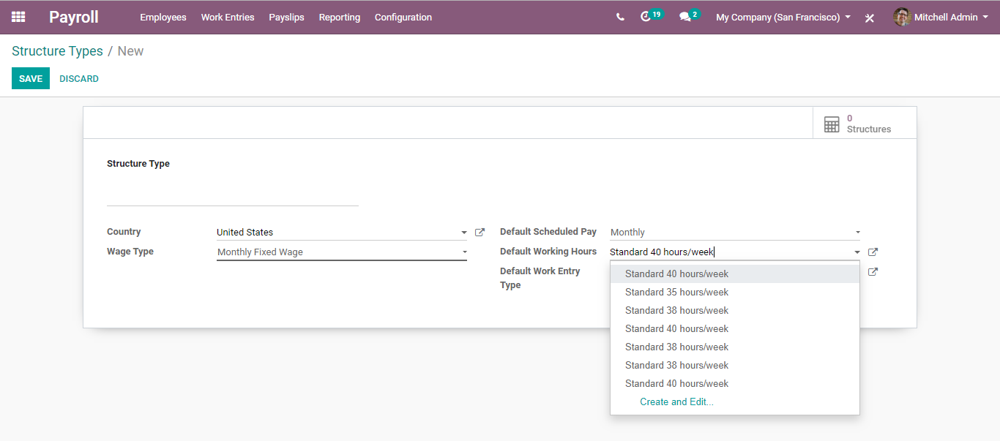 Payroll Employees Work Entries Payslips Reporting Configuration 19 2 My Company (San Francisco) Mitchell Admin
Structure Types / New
SAVE DISCARD
0
Structures
Structure Type
Country United States Default Scheduled Pay Monthly
Wage Type Monthly Fixed Wage Default Working Hours Standard 40 hours/week
Default Work Entry
Type
Standard 40 hours/week
Standard 35 hours/week
Standard 38 hours/week
Standard 40 hours/week
Standard 38 hours/week
Standard 38 hours/week
Standard 40 hours/week
Create and Edit...